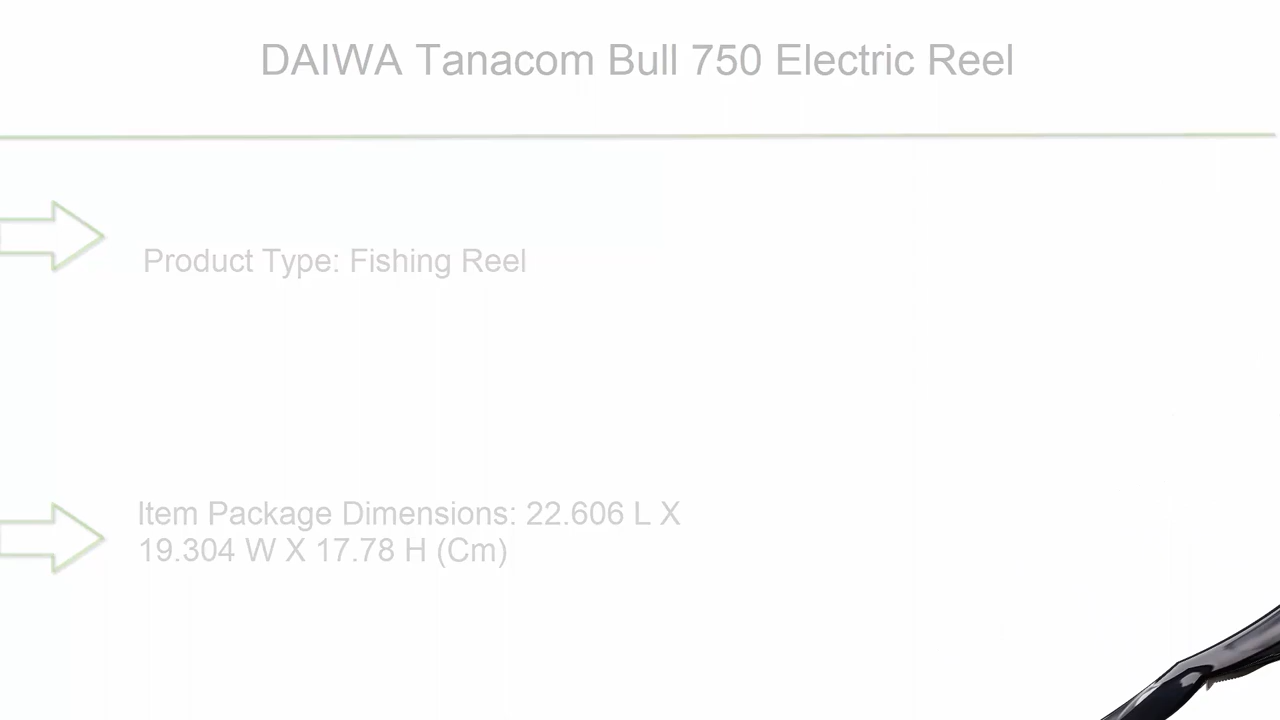 DAIWA Tanacom Bull 750 Electric Reel
Product Type: Fishing Reel
Item Package Dimensions: 22.606 L X
19.304 W X 17.78 H (Cm)